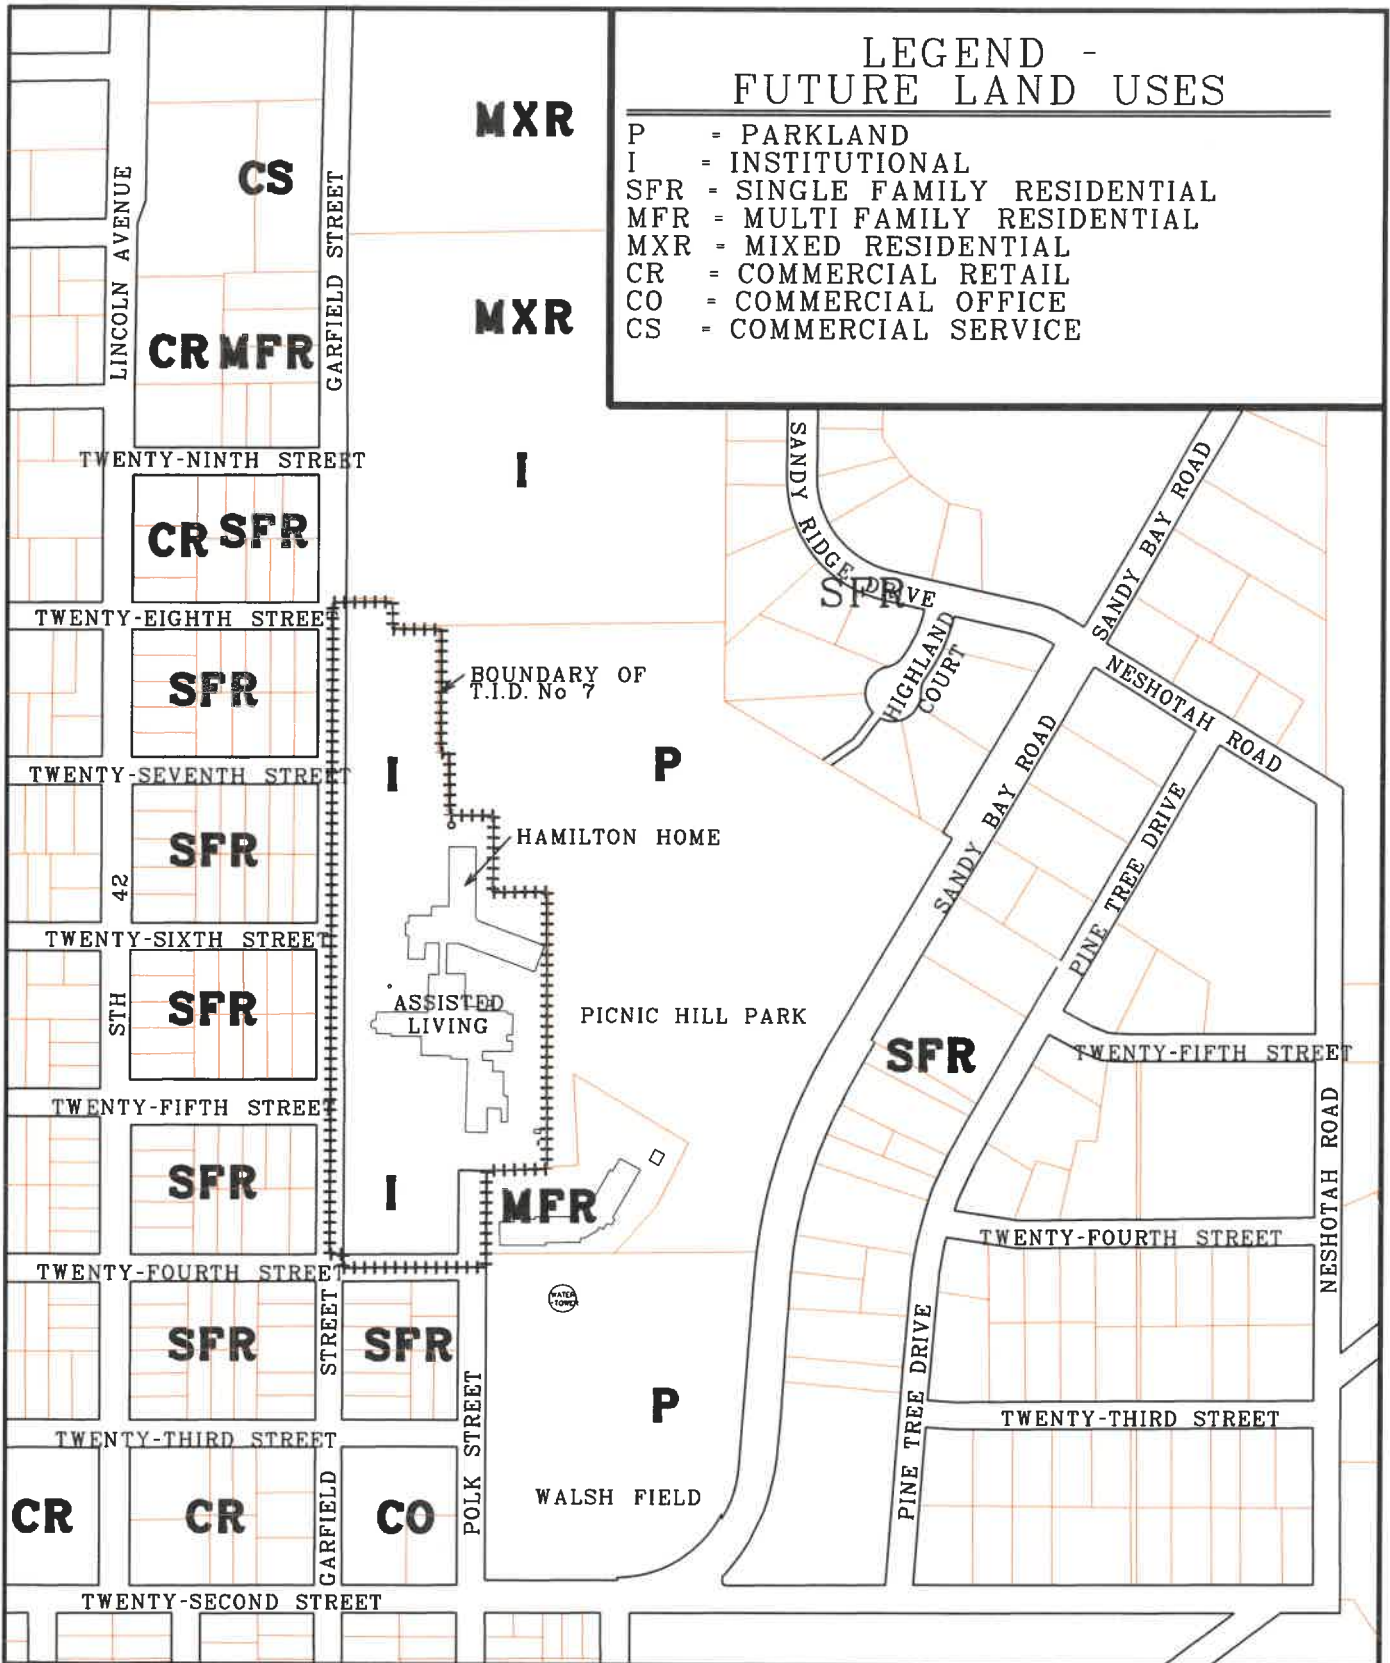 LEGEND -
FUTURE LAND USES
P = PARKLAND
I = INSTITUTIONAL
SFR = SINGLE FAMILY RESIDENTIAL
MFR = MULTI FAMILY RESIDENTIAL
MXR = MIXED RESIDENTIAL
CR = COMMERCIAL RETAIL
CO = COMMERCIAL OFFICE
CS = COMMERCIAL SERVICE
MXR
CS
LINCOLN AVENUE
GARFIELD STREET
MXR
CR MFR
TWENTY-NINTH STREET
I
SANDY RIDGE DRIVE
SANDY BAY ROAD
CR SFR
SFR
TWENTY-EIGHTH STREET
HIGHLAND
COURT
NESHOTAH ROAD
BOUNDARY OF
T.I.D. No 7
SFR
I
P
TWENTY-SEVENTH STREET
SANDY BAY ROAD
PINE TREE DRIVE
HAMILTON HOME
SFR
42
TWENTY-SIXTH STREET
STH
SFR
ASSISTED
LIVING
PICNIC HILL PARK
SFR
TWENTY-FIFTH STREET
TWENTY-FIFTH STREET
NESHOTAH ROAD
SFR
I
MFR
TWENTY-FOURTH STREET
TWENTY-FOURTH STREET
WATER
TOWER
STREET
SFR
SFR
PINE TREE DRIVE
POLK STREET
P
TWENTY-THIRD STREET
TWENTY-THIRD STREET
WALSH FIELD
CR
CR
GARFIELD
CO
TWENTY-SECOND STREET